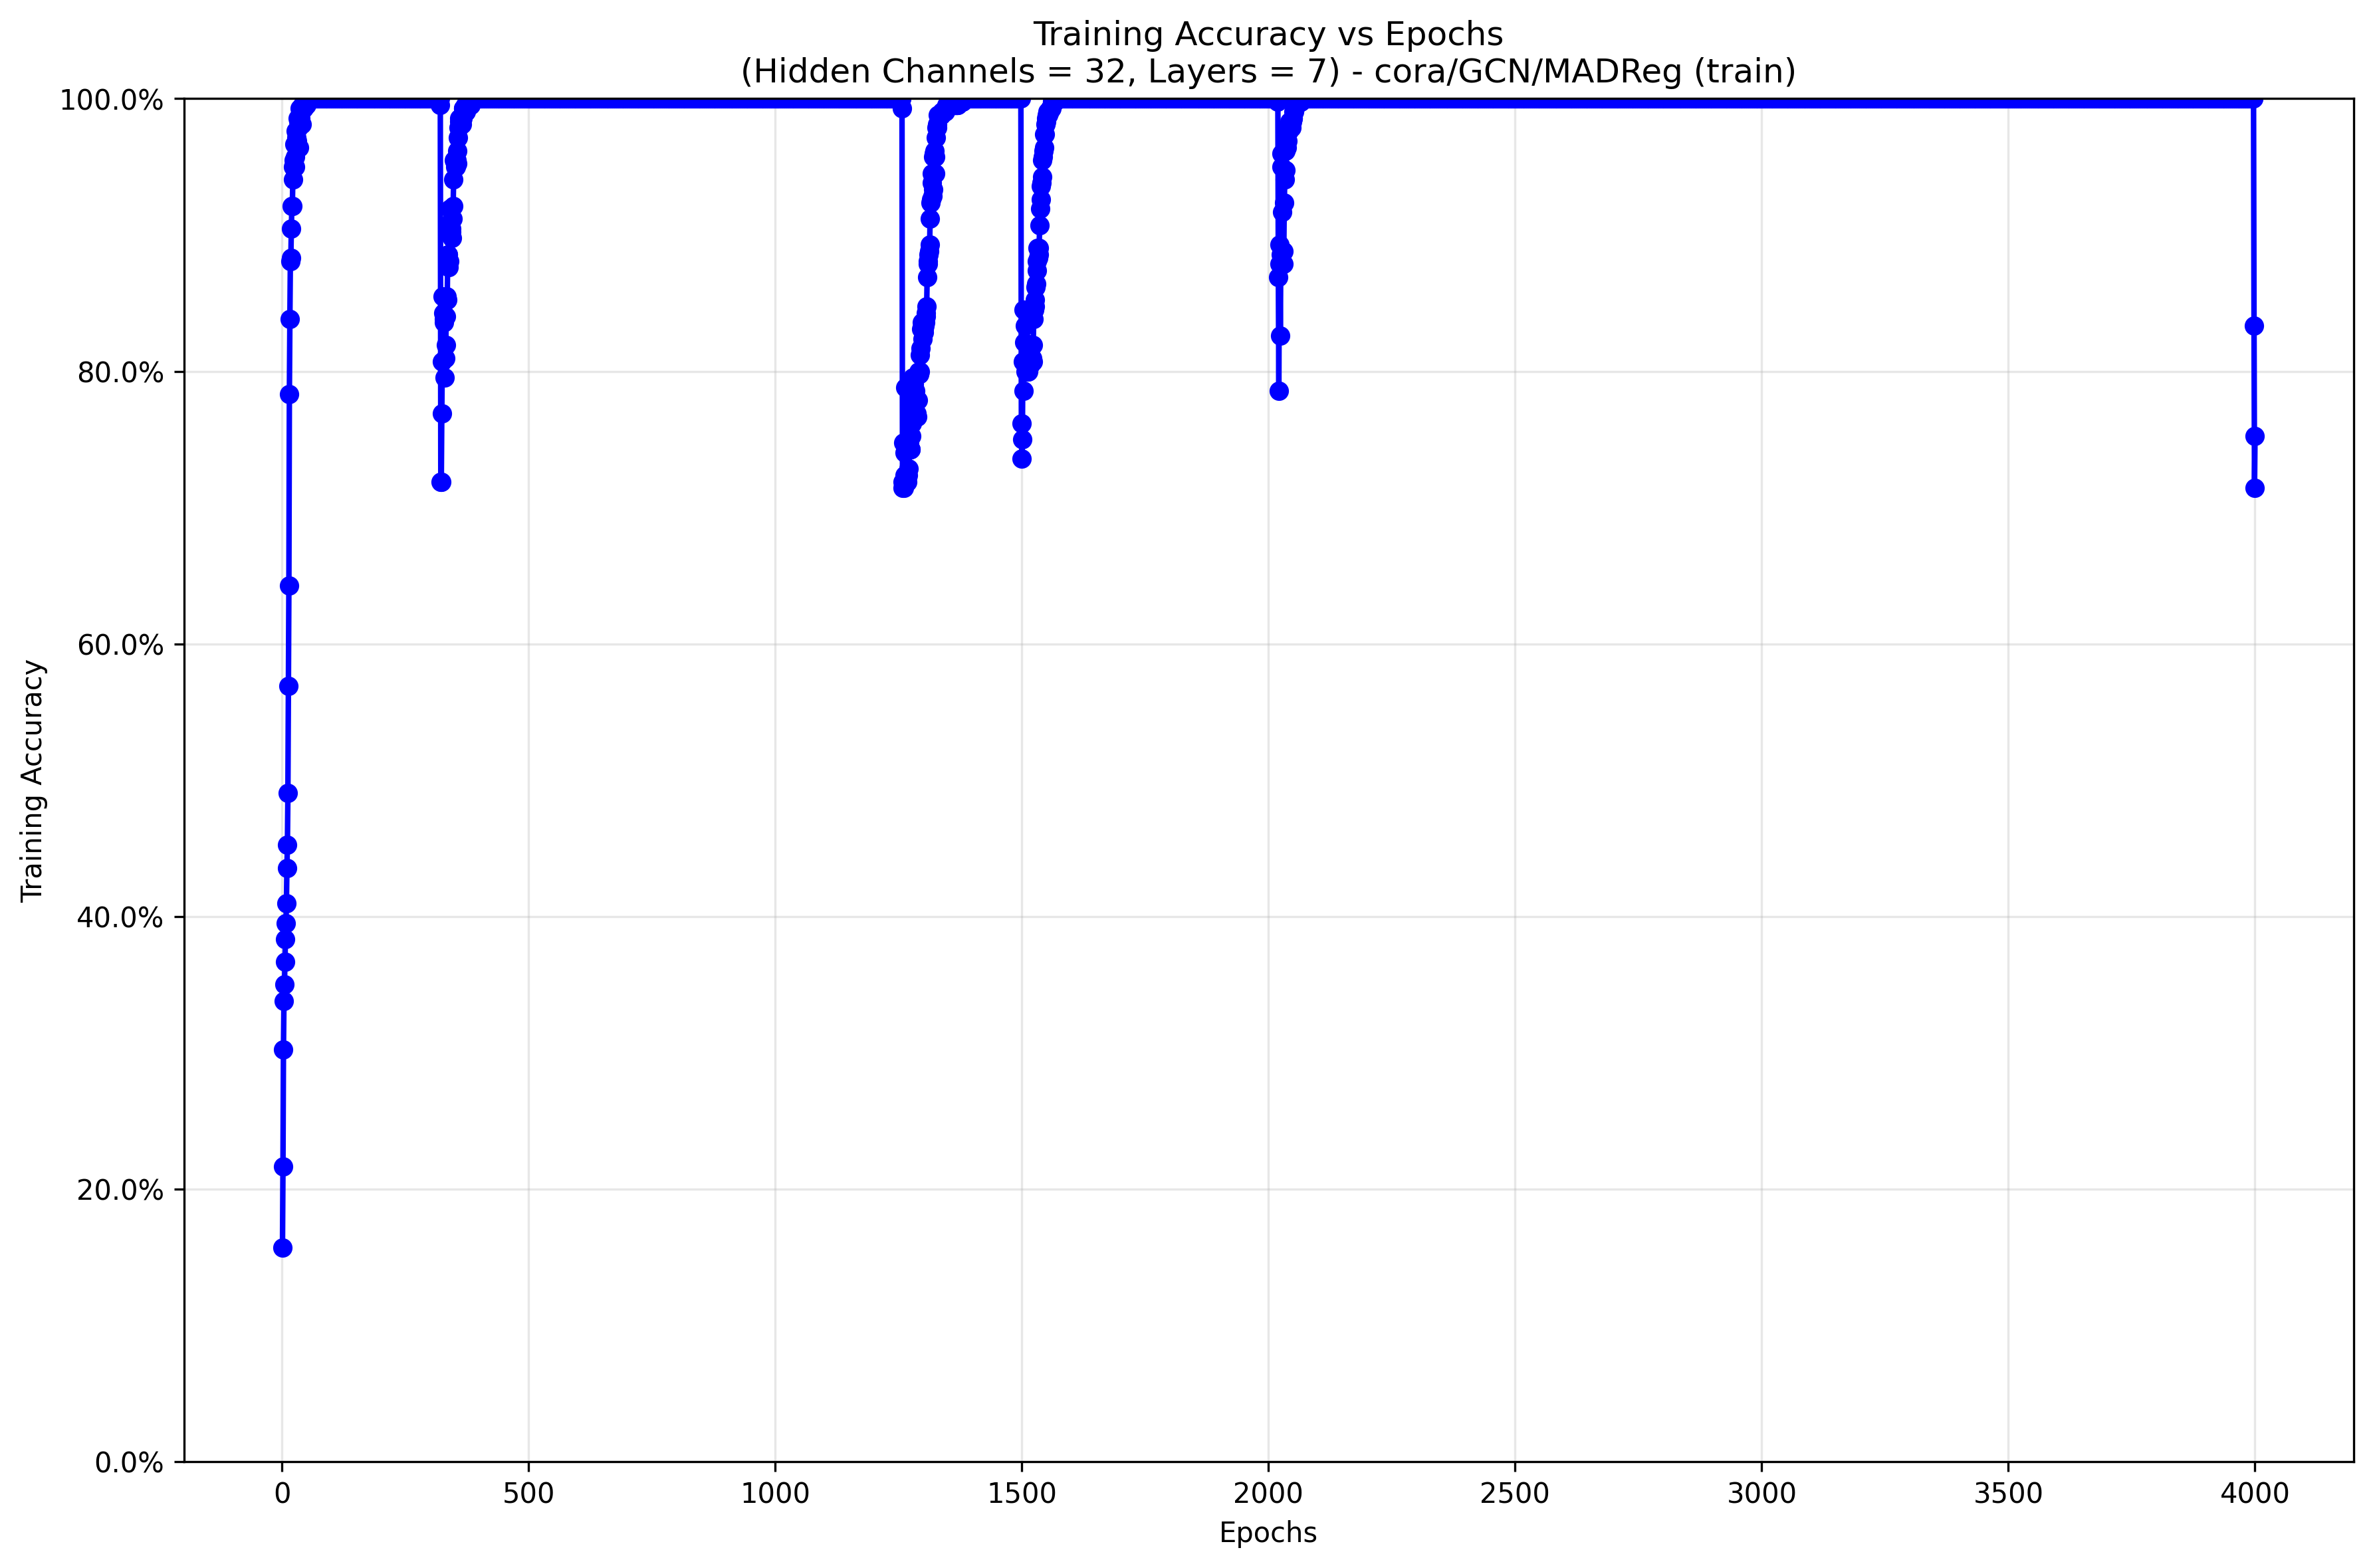 Training Accuracy vs Epochs
(Hidden Channels = 32, Layers = 7) - cora/GCN/MADReg (train)
100.0%
80.0%
60.0%
40.0%
20.0%
0.0%
Training Accuracy
0 500 1000 1500 2000 2500 3000 3500 4000
Epochs